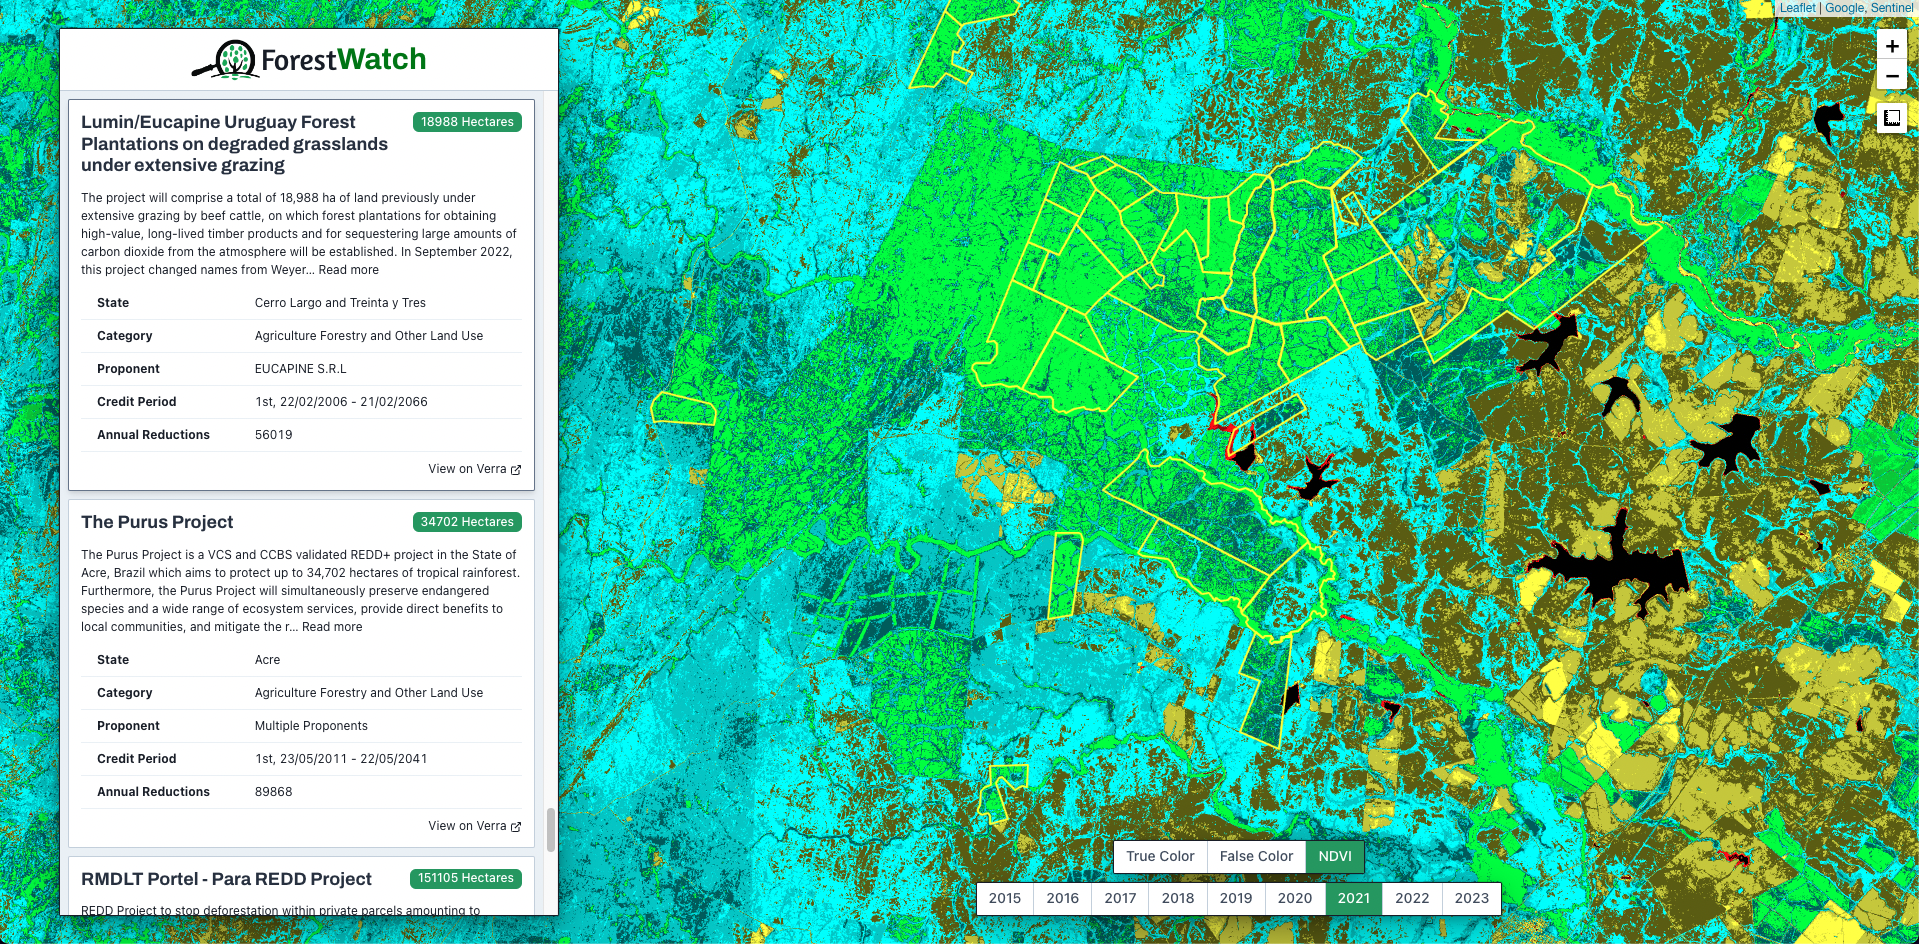 Leaflet | Google, Sentinel
+
−
ForestWatch
Lumin/Eucapine Uruguay Forest
Plantations on degraded grasslands
under extensive grazing
18988 Hectares
The project will comprise a total of 18,988 ha of land previously under
extensive grazing by beef cattle, on which forest plantations for obtaining
high-value, long-lived timber products and for sequestering large amounts of
carbon dioxide from the atmosphere will be established. In September 2022,
this project changed names from Weyer... Read more
State Cerro Largo and Treinta y Tres
Category Agriculture Forestry and Other Land Use
Proponent EUCAPINE S.R.L
Credit Period 1st, 22/02/2006 - 21/02/2066
Annual Reductions 56019
View on Verra
The Purus Project
34702 Hectares
The Purus Project is a VCS and CCBS validated REDD+ project in the State of
Acre, Brazil which aims to protect up to 34,702 hectares of tropical rainforest.
Furthermore, the Purus Project will simultaneously preserve endangered
species and a wide range of ecosystem services, provide direct benefits to
local communities, and mitigate the r... Read more
State Acre
Category Agriculture Forestry and Other Land Use
Proponent Multiple Proponents
Credit Period 1st, 23/05/2011 - 22/05/2041
Annual Reductions 89868
View on Verra
RMDLT Portel - Para REDD Project
151105 Hectares
REDD Project to stop deforestation within private parcels amounting to
True Color False Color NDVI
2015 2016 2017 2018 2019 2020 2021 2022 2023